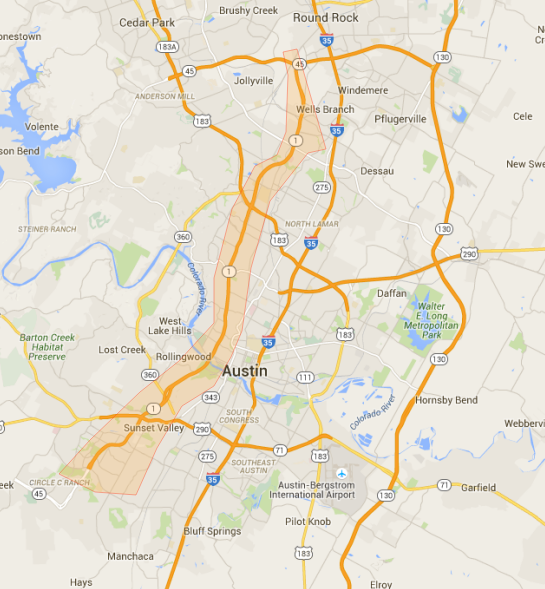 Brushy Creek
Cedar Park
Round Rock
onestown
35
183A
45
45
130
Jollyville
ANDERSON MILL
Windemere
Wells Branch
Volente
183
35
Pflugerville
Cele
1
son Bend
New Swe
Dessau
275
STEINER RANCH
NORTH LAMAR
130
360
183
35
290
Colorado River
1
Daffan
Walter
E. Long
Metropolitan
Park
West
Lake Hills
183
Barton Creek
Habitat
Preserve
Lost Creek
35
Rollingwood
130
Austin
360
111
343
Hornsby Bend
1
Colorado River
SOUTH
CONGRESS
Sunset Valley
290
Webbervi
71
275
183
SOUTHEAST
AUSTIN
35
Austin-Bergstrom
International Airport
CIRCLE C RANCH
eek
45
71
Garfield
130
Pilot Knob
Bluff Springs
183
Manchaca
Hays
Elroy